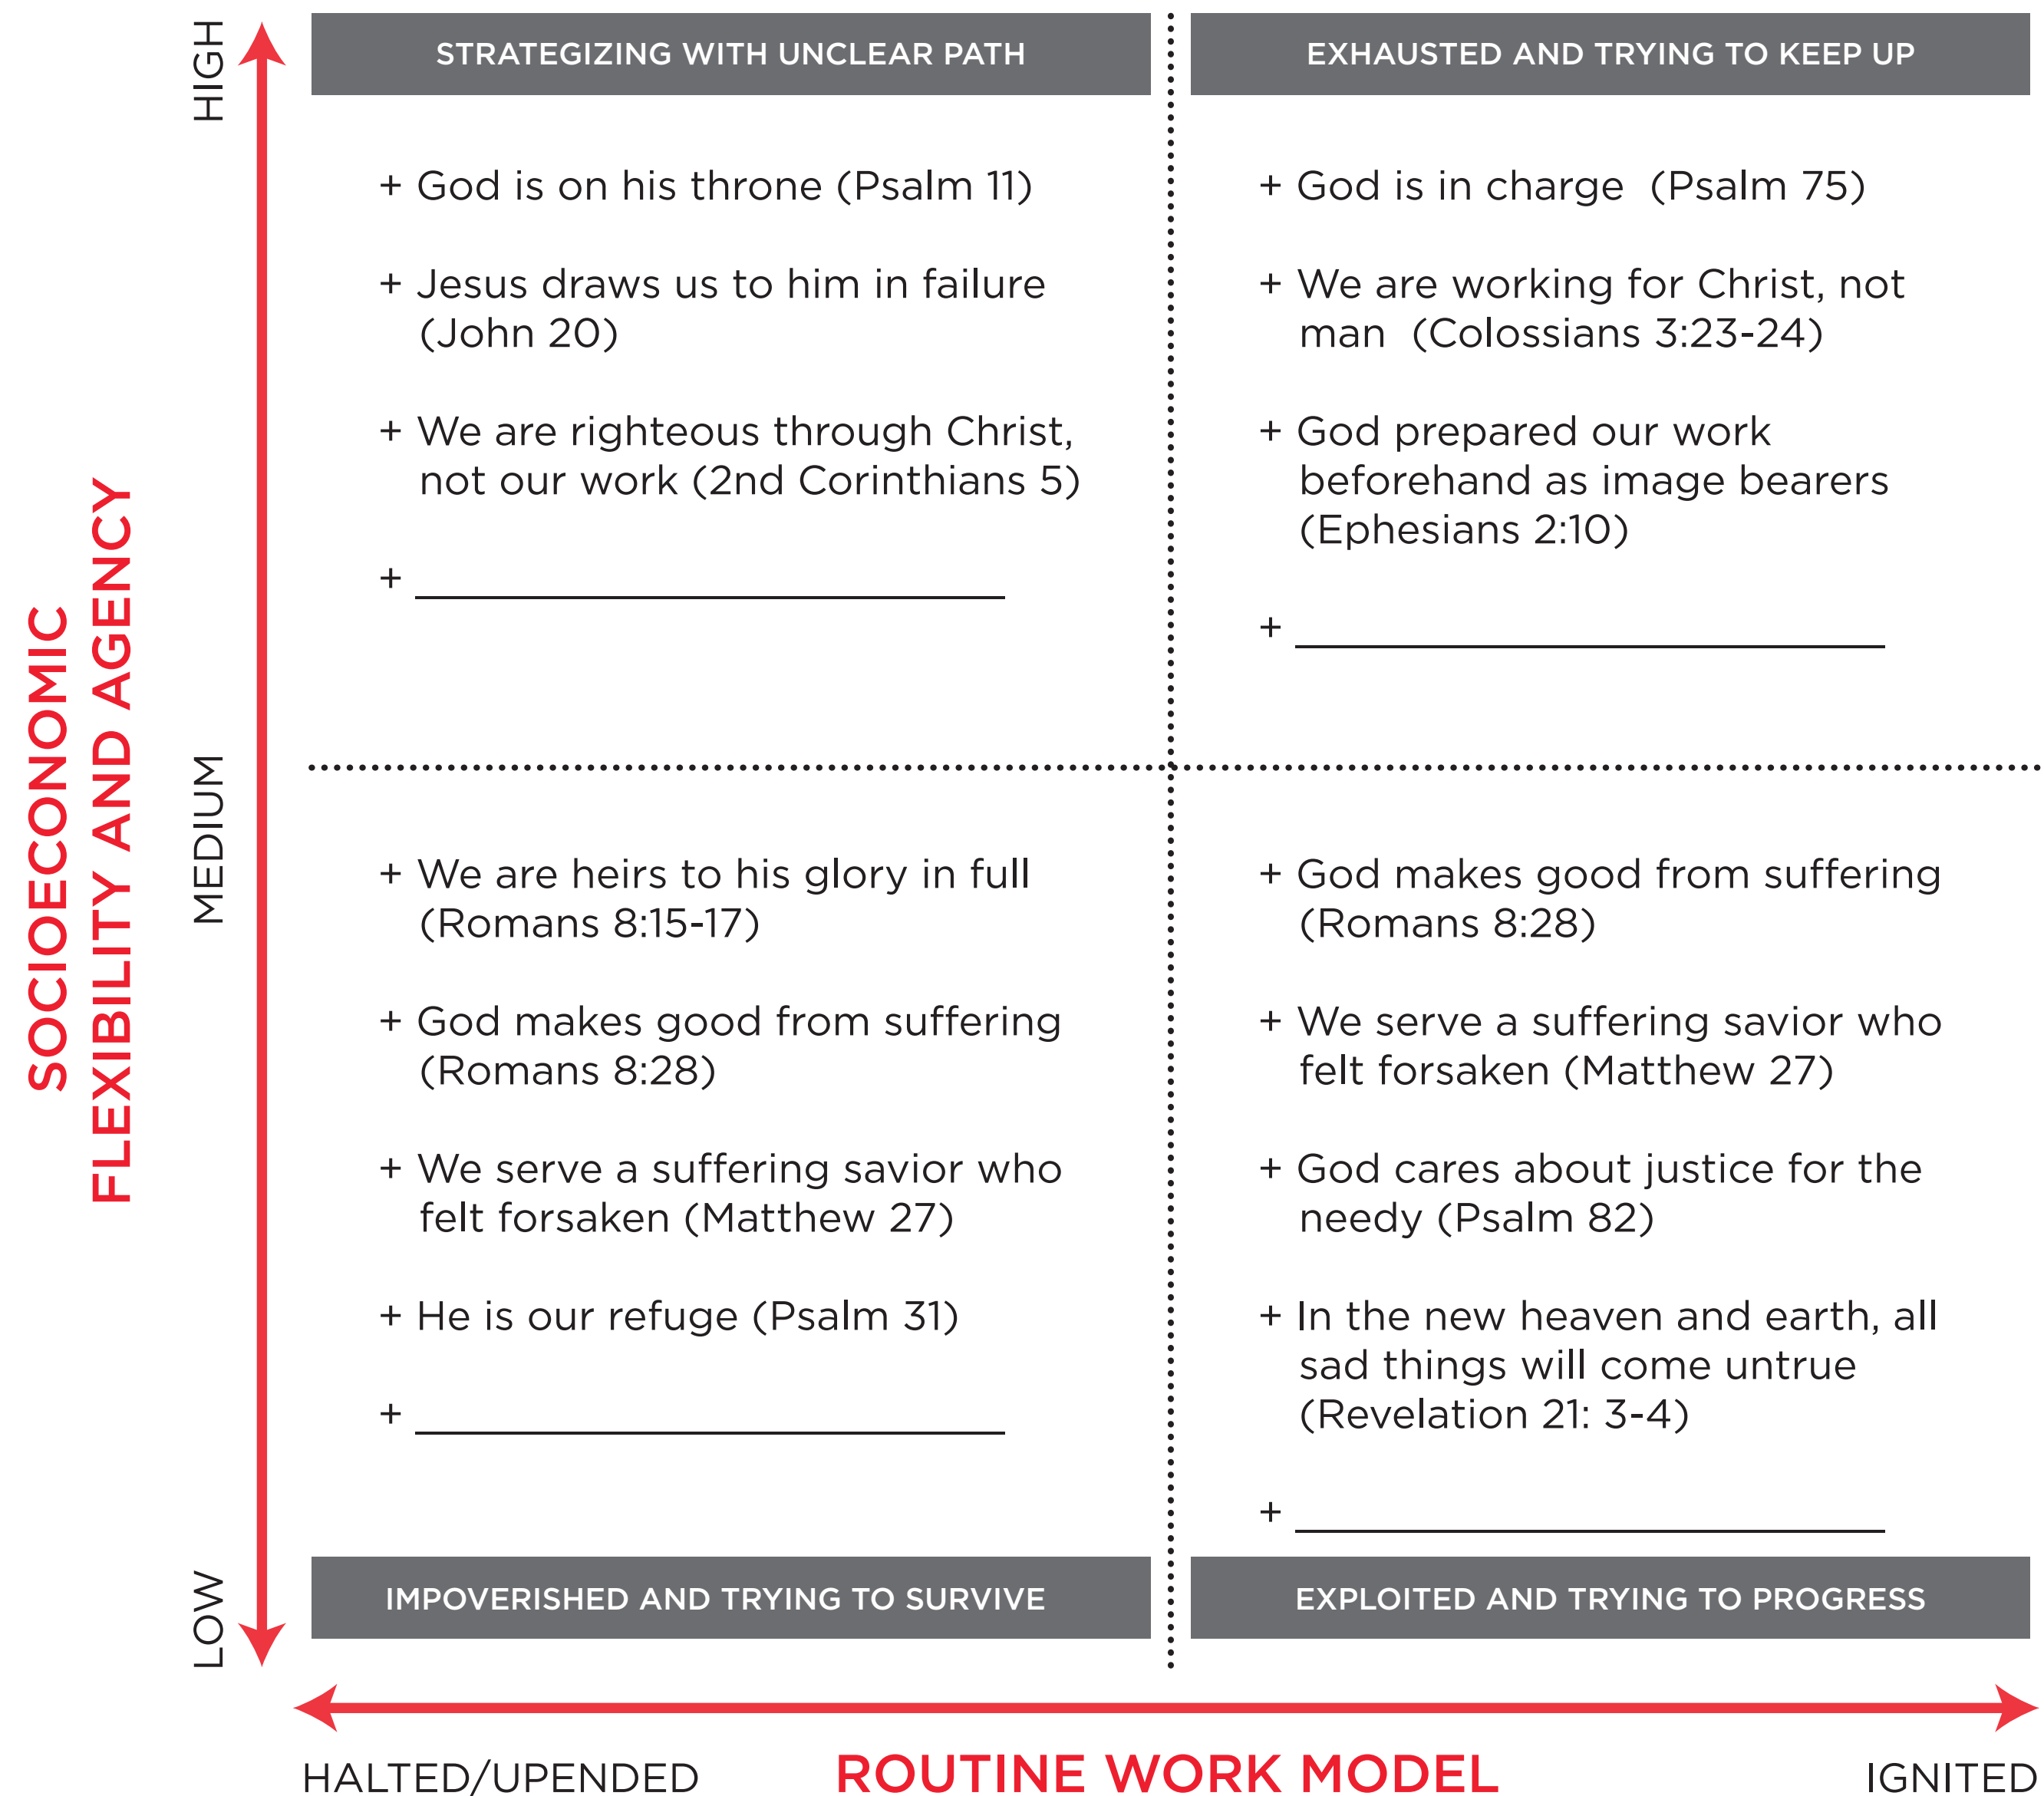 HIGH
STRATEGIZING WITH UNCLEAR PATH
+ God is on his throne (Psalm 11)
+ Jesus draws us to him in failure
(John 20)
+ We are righteous through Christ,
not our work (2nd Corinthians 5)
+
EXHAUSTED AND TRYING TO KEEP UP
+ God is in charge (Psalm 75)
+ We are working for Christ, not
man (Colossians 3:23-24)
+ God prepared our work
beforehand as image bearers
(Ephesians 2:10)
+
SOCIOECONOMIC
FLEXIBILITY AND AGENCY
MEDIUM
+ We are heirs to his glory in full
(Romans 8:15-17)
+ God makes good from suffering
(Romans 8:28)
+ We serve a suffering savior who
felt forsaken (Matthew 27)
+ He is our refuge (Psalm 31)
+
IMPOVERISHED AND TRYING TO SURVIVE
+ God makes good from suffering
(Romans 8:28)
+ We serve a suffering savior who
felt forsaken (Matthew 27)
+ God cares about justice for the
needy (Psalm 82)
+ In the new heaven and earth, all
sad things will come untrue
(Revelation 21: 3-4)
+
EXPLOITED AND TRYING TO PROGRESS
LOW
HALTED/UPENDED
ROUTINE WORK MODEL
IGNITED